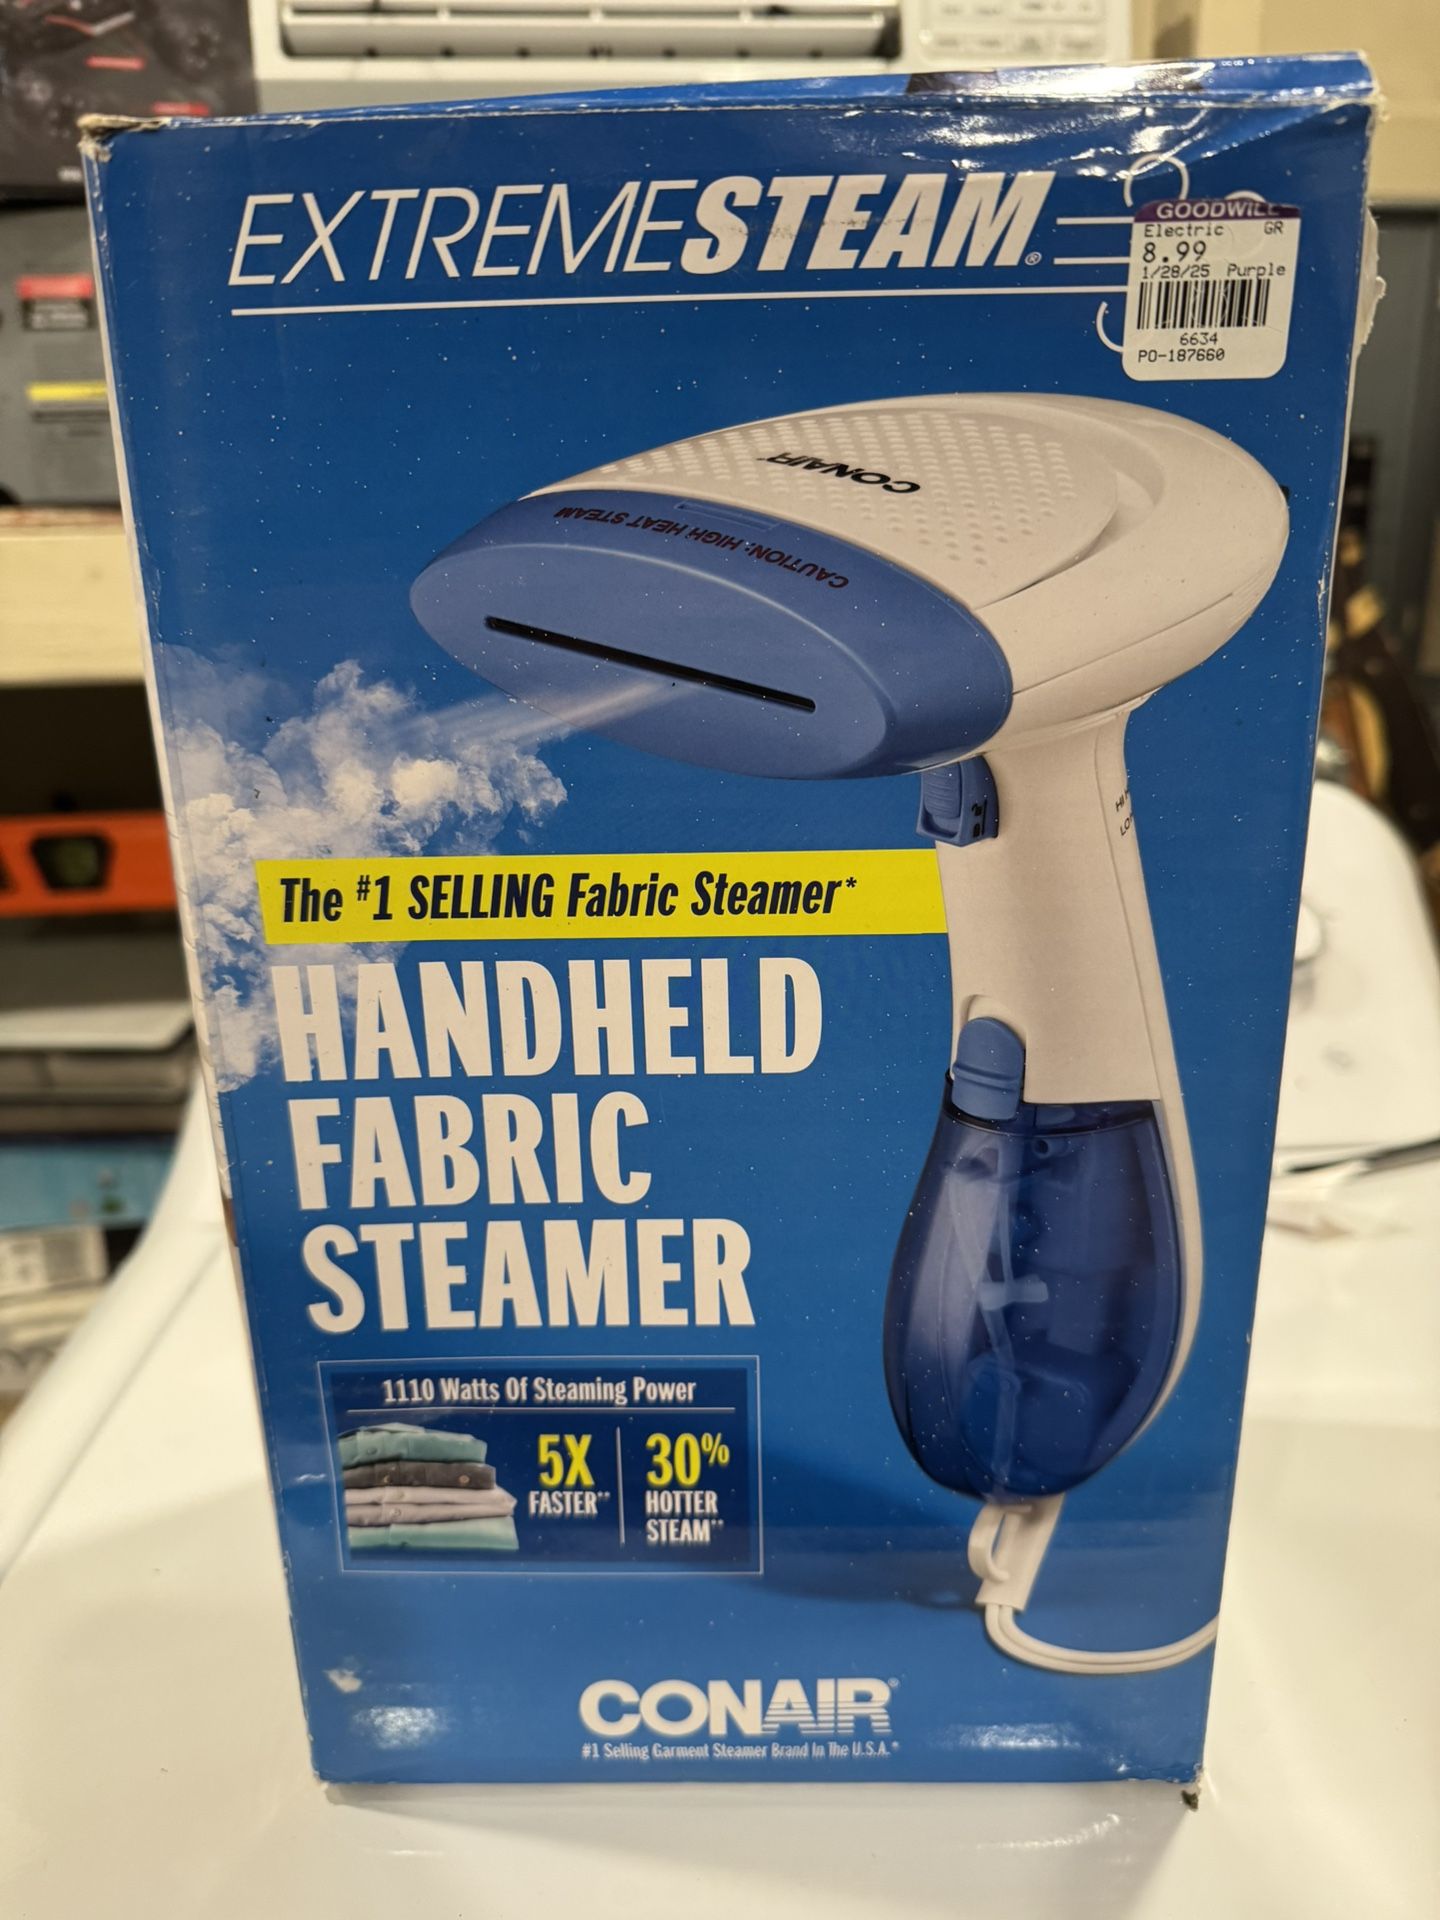 EXTREMESTEAM®
GOODWILL
Electric GR
8.99
1/28/25 Purple
6634
PO-187660
CONAIR
CAUTION: HIGH HEAT STEAM
The #1 SELLING Fabric Steamer*
HANDHELD
FABRIC
STEAMER
1110 Watts Of Steaming Power
5X
FASTER**
30%
HOTTER
STEAM**
CONAIR®
#1 Selling Garment Steamer Brand In The U.S.A.*